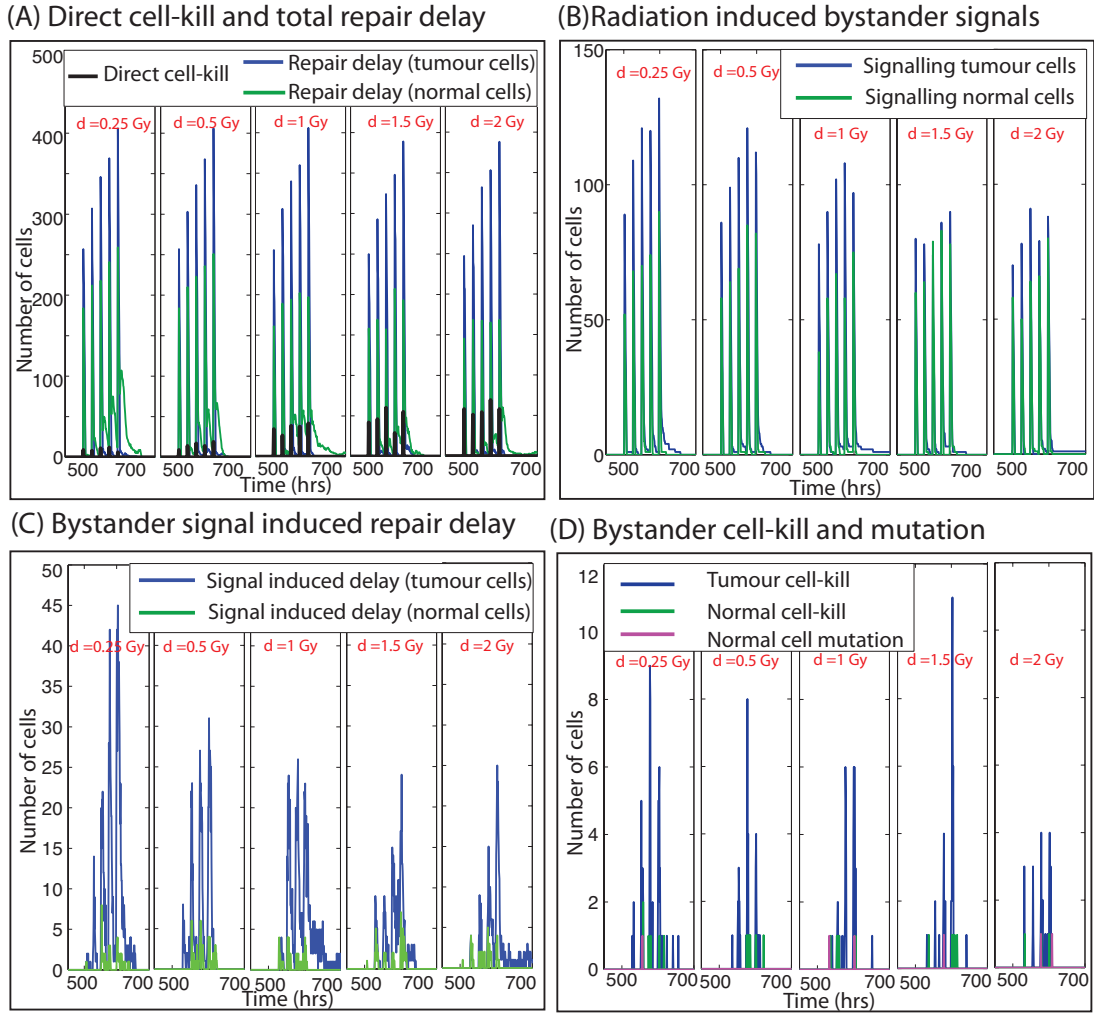 (A) Direct cell-kill and total repair delay
500
400
300
200
100
0
Number of cells
Direct cell-kill
Repair delay (tumour cells)
Repair delay (normal cells)
d =0.25 Gy
d =0.5 Gy
d =1 Gy
d =1.5 Gy
d =2 Gy
500 700 500 700 500 700 500 700 500 700
Time (hrs)
(B)Radiation induced bystander signals
150
100
50
0
Number of cells
Signalling tumour cells
Signalling normal cells
d =0.25 Gy
d =0.5 Gy
d =1 Gy
d =1.5 Gy
d =2 Gy
500 700 500 700 500 700 500 700 500 700
Time (hrs)
(C) Bystander signal induced repair delay
50
45
40
35
30
25
20
15
10
5
0
Number of cells
Signal induced delay (tumour cells)
Signal induced delay (normal cells)
d =0.25 Gy
d =0.5 Gy
d =1 Gy
d =1.5 Gy
d =2 Gy
500 700 500 700 500 700 500 700 500 700
Time (hrs)
(D) Bystander cell-kill and mutation
12
10
8
6
4
2
0
Number of cells
Tumour cell-kill
Normal cell-kill
Normal cell mutation
d =0.25 Gy
d =0.5 Gy
d =1 Gy
d =1.5 Gy
d =2 Gy
500 700 500 700 500 700 500 700 500 700
Time (hrs)